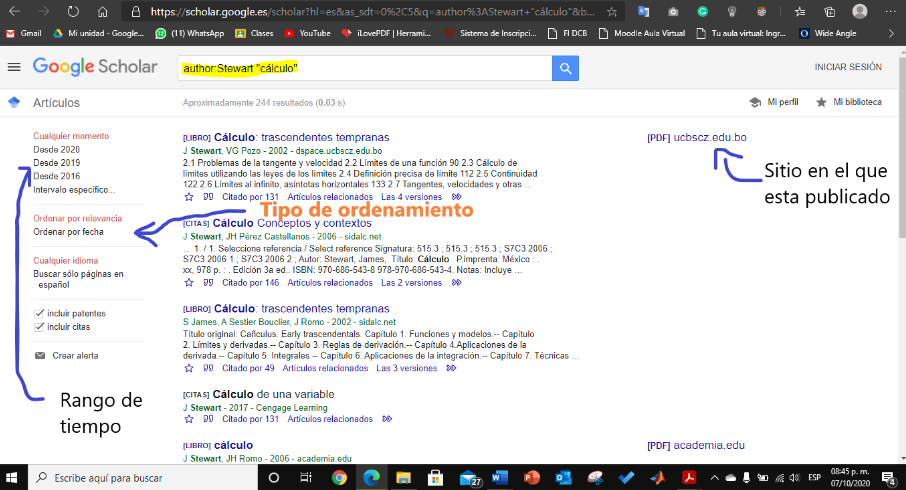 https://scholar.google.es/scholar?hl=es&as_sdt=0%2C5&q=author%3AStewart+"cálculo"&b...
Gmail Mi unidad - Google... (11) WhatsApp Clases YouTube iLovePDF | Herrami... Sistema de Inscripci... FI DCB Moodle Aula Virtual Tu aula virtual: Ingr... Wide Angle
Google Scholar
author:Stewart "cálculo"
INICIAR SESIÓN
Artículos
Aproximadamente 244 resultados (0.03 s)
Mi perfil Mi biblioteca
Cualquier momento
Desde 2020
Desde 2019
Desde 2016
Intervalo específico...
Ordenar por relevancia
Ordenar por fecha
Cualquier idioma
Buscar sólo páginas en
español
incluir patentes
incluir citas
Crear alerta
Rango de
tiempo
[LIBRO] Cálculo: trascendentes tempranas
J Stewart, VG Pozo - 2002 - dspace.ucbscz.edu.bo
2.1 Problemas de la tangente y velocidad 2.2 Límites de una función 90 2.3 Cálculo de
límites utilizando las leyes de los límites 2.4 Definición precisa de límite 112 2.5 Continuidad
122 2.6 Límites al infinito, asíntotas horizontales 133 2.7 Tangentes, velocidades y otras ...
Citado por 131 Artículos relacionados Las 4 versiones
Tipo de ordenamiento
[CITAS] Cálculo Conceptos y contextos
J Stewart, JH Pérez Castellanos - 2006 - sidalc.net
... 1. / 1. Seleccione referencia / Select reference Signatura: 515.3 ; 515.3 ; 515.3 ; S7C3 2006 ;
S7C3 2006 1 ; S7C3 2006 2 ; Autor: Stewart, James,. Título: Cálculo . P.imprenta: México : .
xx, 978 p. : . Edición 3a ed.. ISBN: 970-686-543-8 978-970-686-543-4. Notas: Incluye ...
Citado por 146 Artículos relacionados Las 2 versiones
[LIBRO] Cálculo: trascendentes tempranas
S James, A Sestier Bouclier, J Romo - 2002 - sidalc.net
Título original: Cañculus. Early trascendentals. Capítulo 1. Funciones y modelos.-- Capítulo
2. Límites y derivadas.-- Capítulo 3. Reglas de derivación.-- Capítulo 4.Aplicaciones de la
derivada.-- Capítulo 5. Integrales.-- Capítulo 6. Aplicaciones de la integración.-- Capítulo 7. Técnicas ...
Citado por 49 Artículos relacionados Las 3 versiones
[CITAS] Cálculo de una variable
J Stewart - 2017 - Cengage Learning
Citado por 131 Artículos relacionados
[LIBRO] cálculo
J Stewart, JH Romo - 2006 - academia.edu
[PDF] ucbscz.edu.bo
Sitio en el que
esta publicado
[PDF] academia.edu
Escribe aquí para buscar
27
ESP
08:45 p. m.
07/10/2020
4